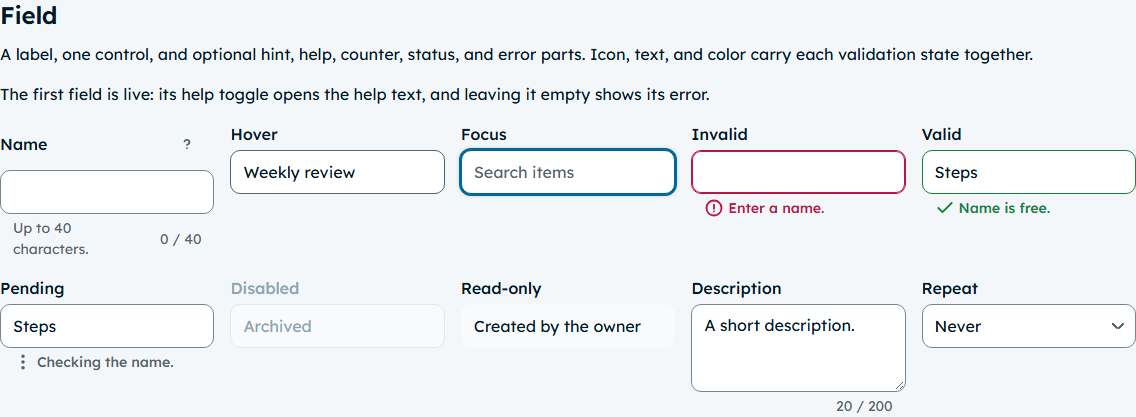 Field
A label, one control, and optional hint, help, counter, status, and error parts. Icon, text, and color carry each validation state together.
The first field is live: its help toggle opens the help text, and leaving it empty shows its error.
Name ?
Up to 40
characters.
0 / 40
Hover
Weekly review
Focus
Search items
Invalid
Enter a name.
Valid
Steps
Name is free.
Pending
Steps
Checking the name.
Disabled
Archived
Read-only
Created by the owner
Description
A short description.
20 / 200
Repeat
Never